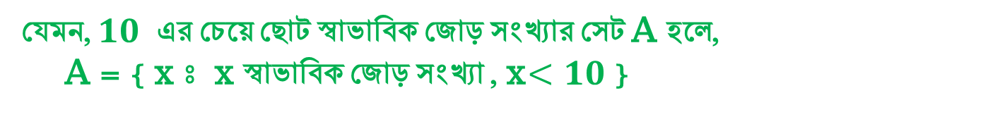 যেমন, 10 এর চেয়ে ছোট স্বাভাবিক জোড় সংখ্যার সেট A হলে,
A = { x ঃ x স্বাভাবিক জোড় সংখ্যা , x< 10 }